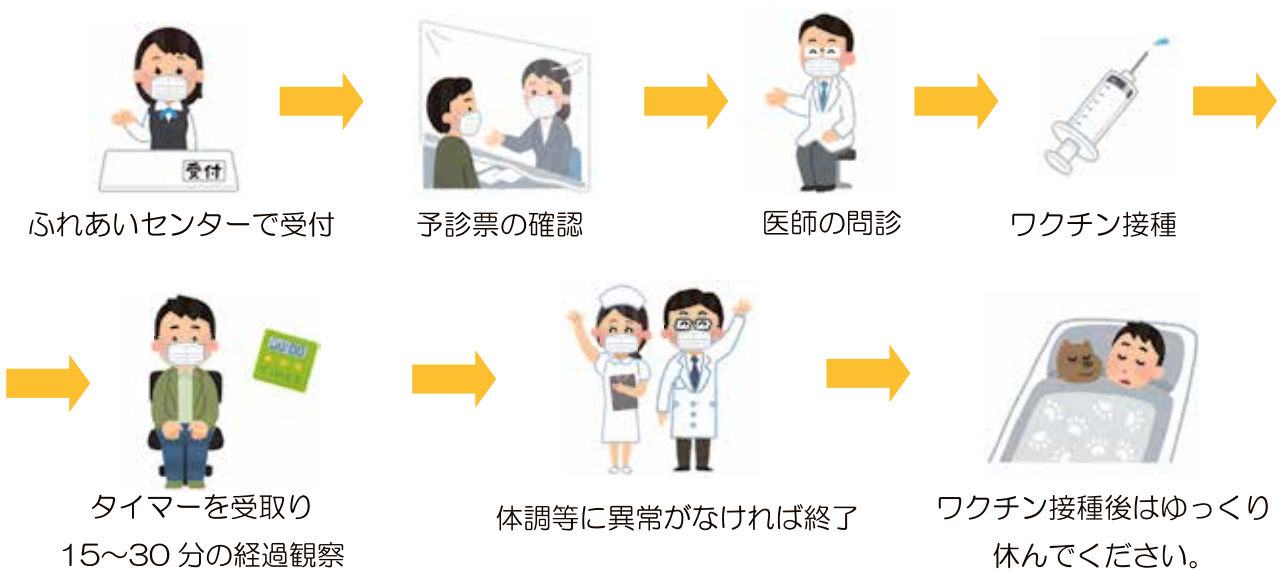 受付
ふれあいセンターで受付
予診票の確認
医師の問診
ワクチン接種
タイマーを受取り
15～30 分の経過観察
体調等に異常がなければ終了
ワクチン接種後はゆっくり
休んでください。